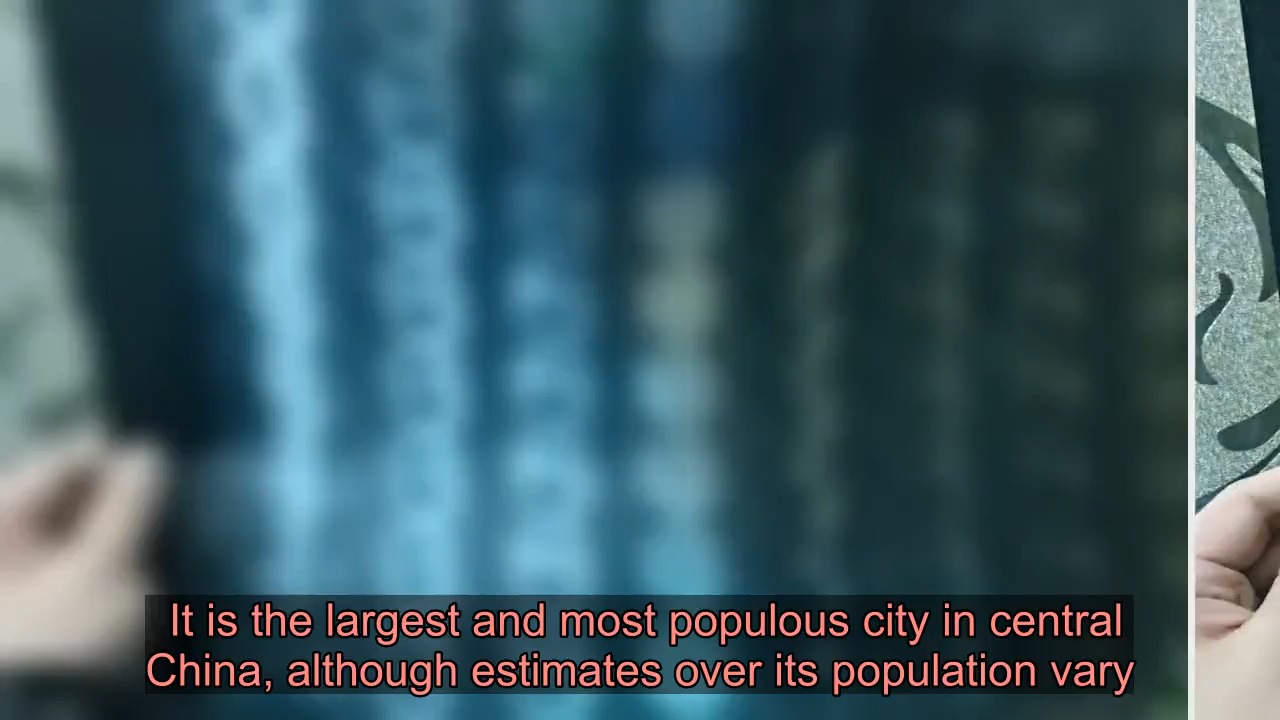 It is the largest and most populous city in central
China, although estimates over its population vary